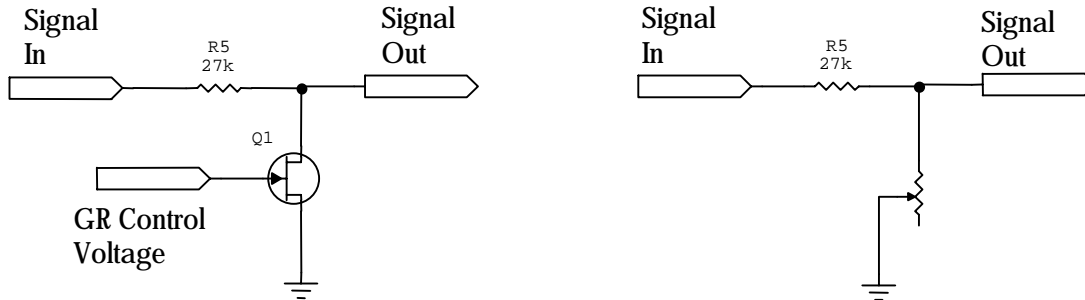 Signal
In
R5
27k
Signal
Out
Q1
GR Control
Voltage
Signal
In
R5
27k
Signal
Out